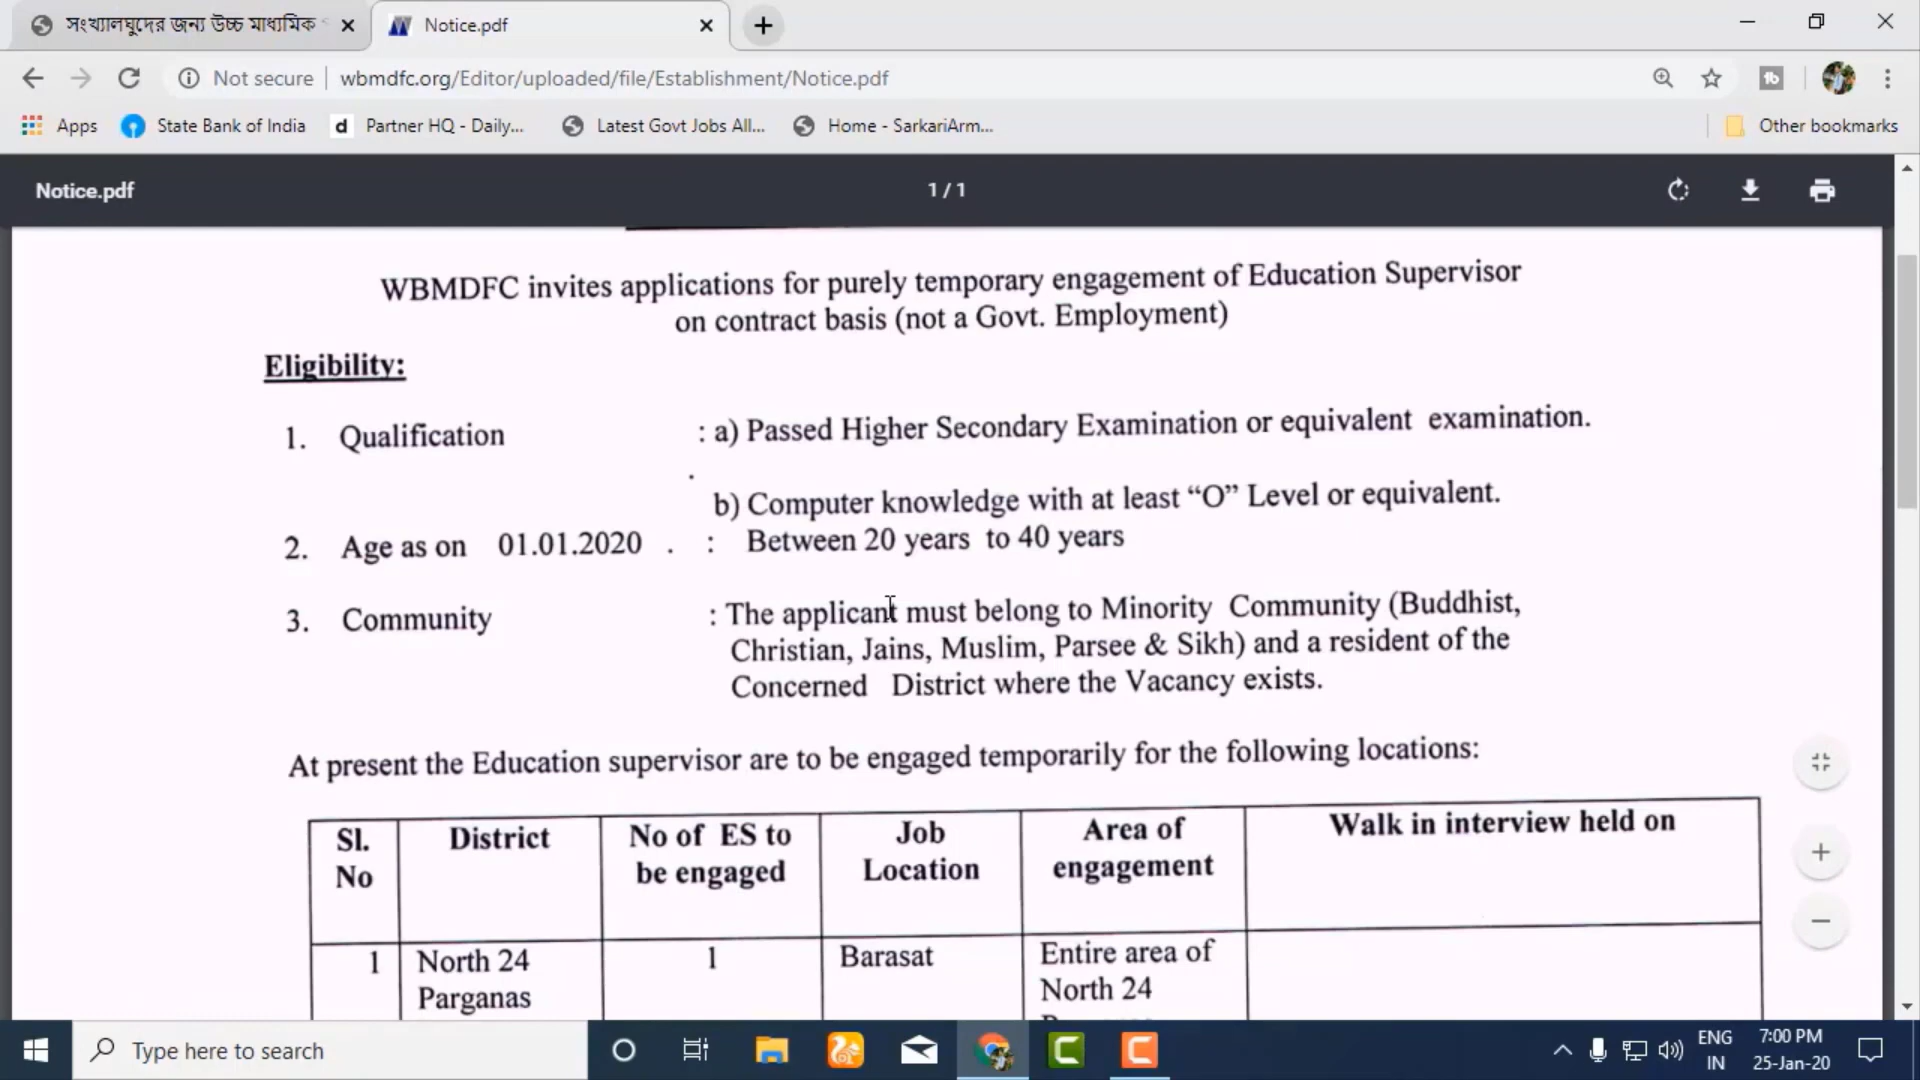 সংখ্যালঘুদের জন্য উচ্চ মাধ্যমিক
Notice.pdf
Not secure
wbmdfc.org/Editor/uploaded/file/Establishment/Notice.pdf
Apps
State Bank of India
d
Partner HQ - Daily...
Latest Govt Jobs All...
Home - SarkariArm...
Other bookmarks
Notice.pdf
1 / 1
WBMDFC invites applications for purely temporary engagement of Education Supervisor
on contract basis (not a Govt. Employment)
Eligibility:
1. Qualification : a) Passed Higher Secondary Examination or equivalent examination.
b) Computer knowledge with at least “O” Level or equivalent.
2. Age as on 01.01.2020 . : Between 20 years to 40 years
3. Community : The applicant must belong to Minority Community (Buddhist,
Christian, Jains, Muslim, Parsee & Sikh) and a resident of the
Concerned District where the Vacancy exists.
At present the Education supervisor are to be engaged temporarily for the following locations:
Sl.
No
District
No of ES to
be engaged
Job
Location
Area of
engagement
Walk in interview held on
1
North 24
Parganas
1
Barasat
Entire area of
North 24
Type here to search
ENG
IN
7:00 PM
25-Jan-20